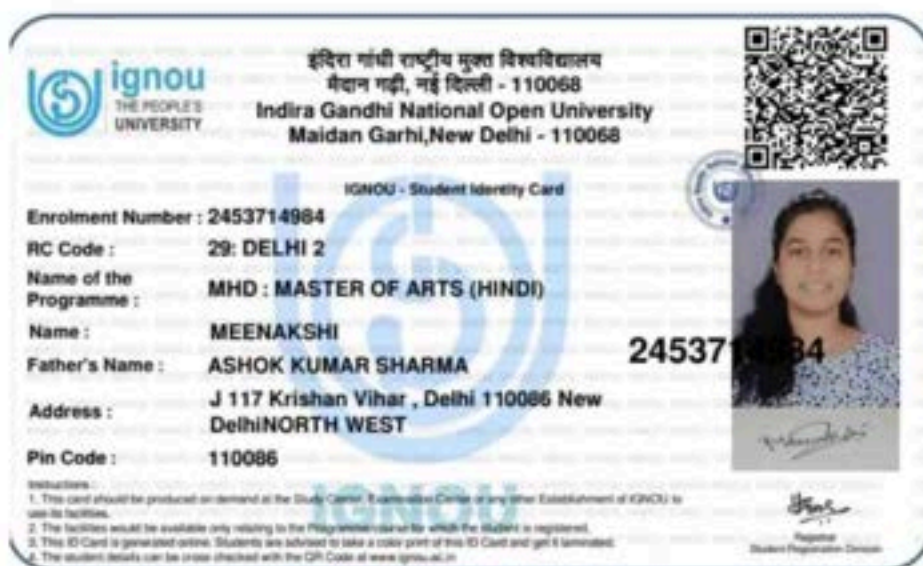 ignou
THE PEOPLE'S
UNIVERSITY
इंदिरा गांधी राष्ट्रीय मुक्त विश्वविद्यालय
मैदान गढ़ी, नई दिल्ली - 110068
Indira Gandhi National Open University
Maidan Garhi,New Delhi - 110068
IGNOU - Student Identity Card
Enrolment Number : 2453714984
RC Code : 29: DELHI 2
Name of the Programme : MHD : MASTER OF ARTS (HINDI)
Name : MEENAKSHI
Father's Name : ASHOK KUMAR SHARMA
Address : J 117 Krishan Vihar , Delhi 110086 New
DelhiNORTH WEST
Pin Code : 110086
2453714984
IGNOU
Instructions :
1. This card should be produced on demand at the Study Center, Examination Center or any other Establishment of IGNOU to
use its facilities.
2. The facilities would be available only relating to the Programme/course for which the student is registered.
3. This ID Card is generated online. Students are advised to take a color print of this ID Card and get it laminated.
4. The student details can be cross checked with the QR Code at www.ignou.ac.in
Registrar
Student Registration Division